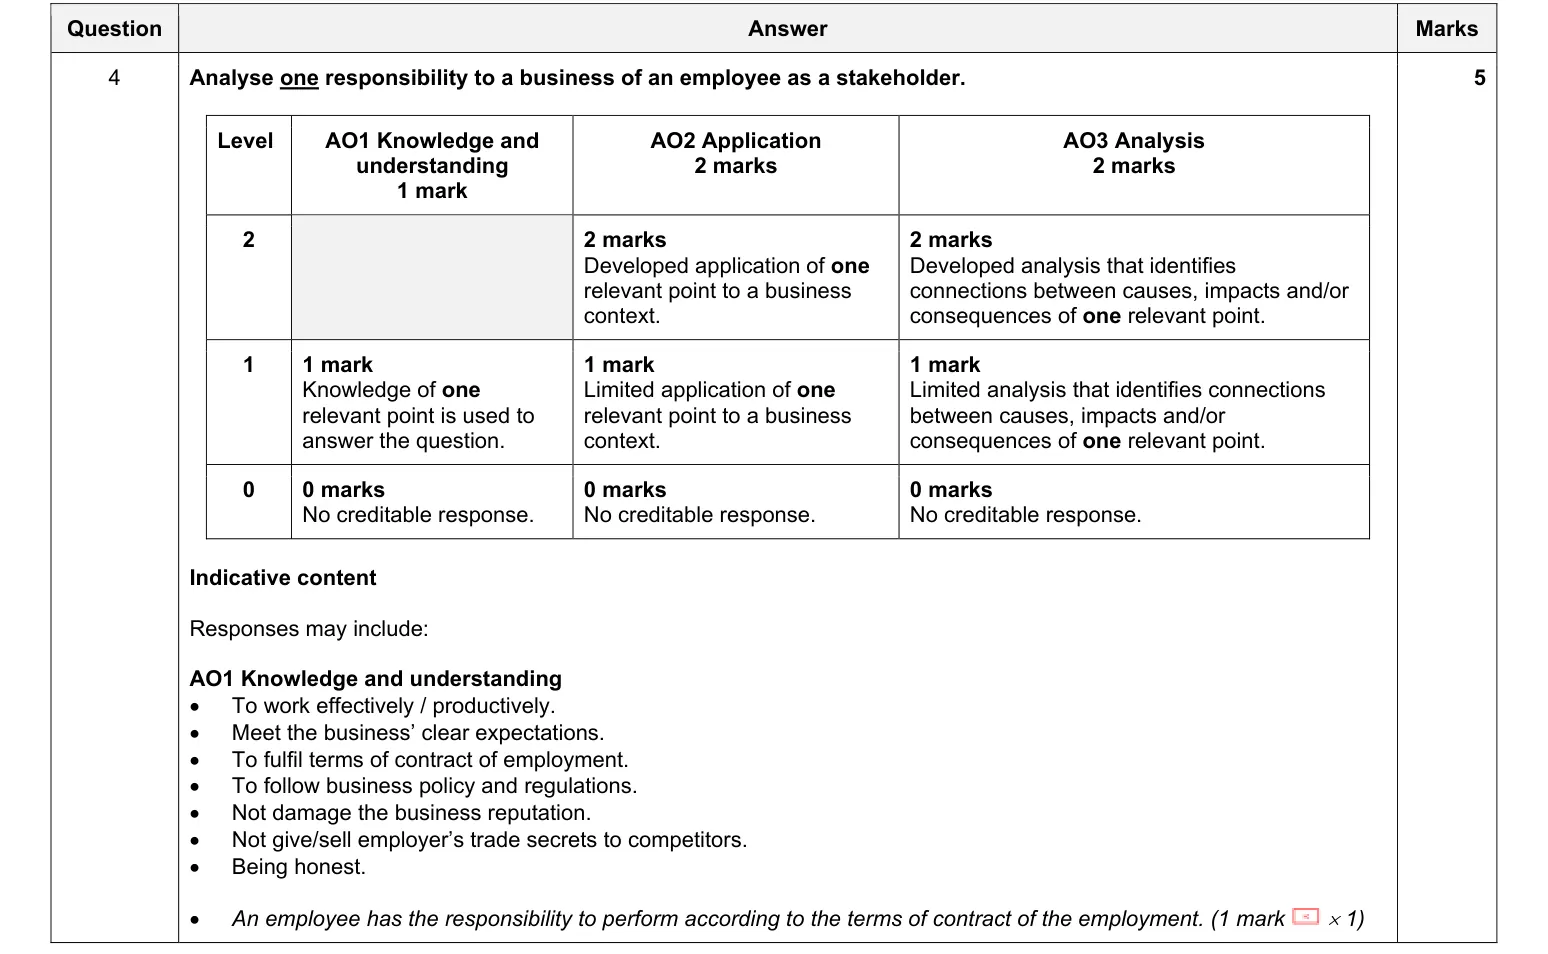 Question Answer Marks
4 Analyse one responsibility to a business of an employee as a stakeholder. 5
Level AO1 Knowledge and AO2 Application AO3 Analysis
understanding 2 marks 2 marks
1 mark
2 2 marks 2 marks
Developed application of one Developed analysis that identifies
relevant point to a business connections between causes, impacts and/or
context. consequences of one relevant point.
1 1 mark 1 mark 1 mark
Knowledge of one Limited application of one Limited analysis that identifies connections
relevant point is used to relevant point to a business between causes, impacts and/or
answer the question. context. consequences of one relevant point.
0 0 marks 0 marks 0 marks
No creditable response. No creditable response. No creditable response.
Indicative content
Responses may include:
AO1 Knowledge and understanding
• To work effectively / productively.
• Meet the business’ clear expectations.
• To fulfil terms of contract of employment.
• To follow business policy and regulations.
• Not damage the business reputation.
• Not give/sell employer’s trade secrets to competitors.
• Being honest.
• An employee has the responsibility to perform according to the terms of contract of the employment. (1 mark × 1)